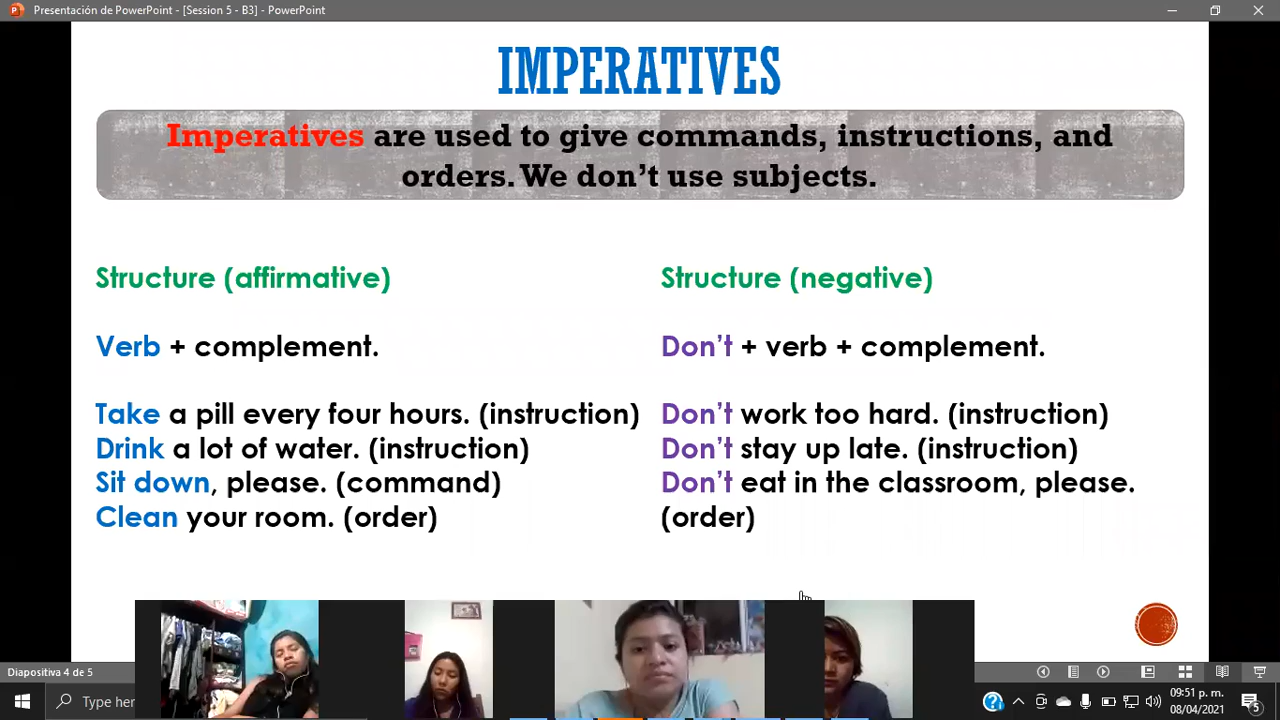 Presentación de PowerPoint - [Session 5 - B3] - PowerPoint
IMPERATIVES
Imperatives are used to give commands, instructions, and
orders. We don't use subjects.
Structure (affirmative)
Verb + complement.
Take a pill every four hours. (instruction)
Drink a lot of water. (instruction)
Sit down, please. (command)
Clean your room. (order)
Structure (negative)
Don't + verb + complement.
Don't work too hard. (instruction)
Don't stay up late. (instruction)
Don't eat in the classroom, please.
(order)
Diapositiva 4 de 5
Type here
09:51 p. m.
08/04/2021
5